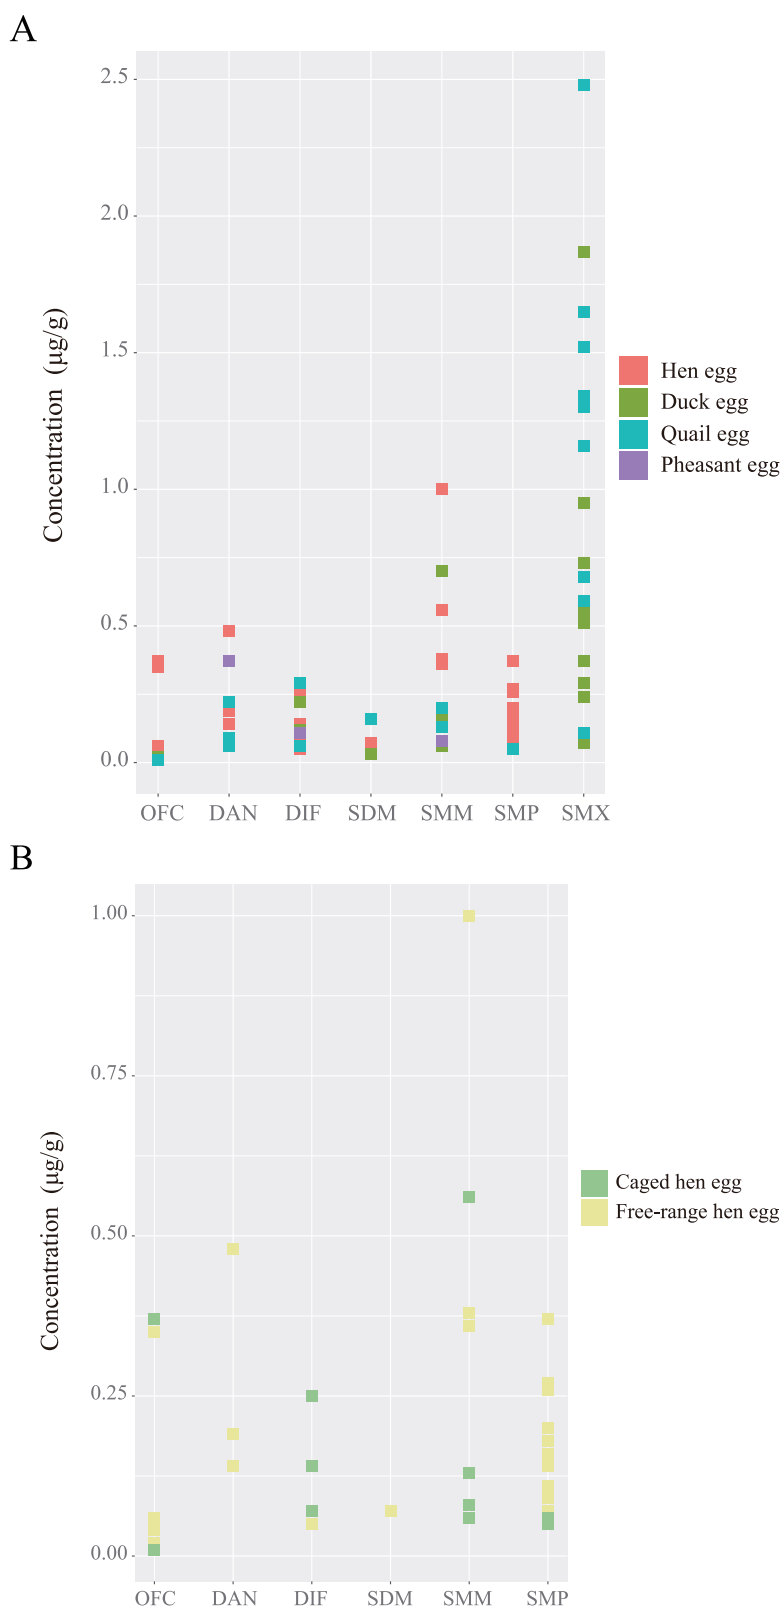 A
Concentration (μg/g)
2.5
2.0
1.5
1.0
0.5
0.0
OFC DAN DIF SDM SMM SMP SMX
Hen egg
Duck egg
Quail egg
Pheasant egg
B
Concentration (μg/g)
1.00
0.75
0.50
0.25
0.00
OFC DAN DIF SDM SMM SMP
Caged hen egg
Free-range hen egg